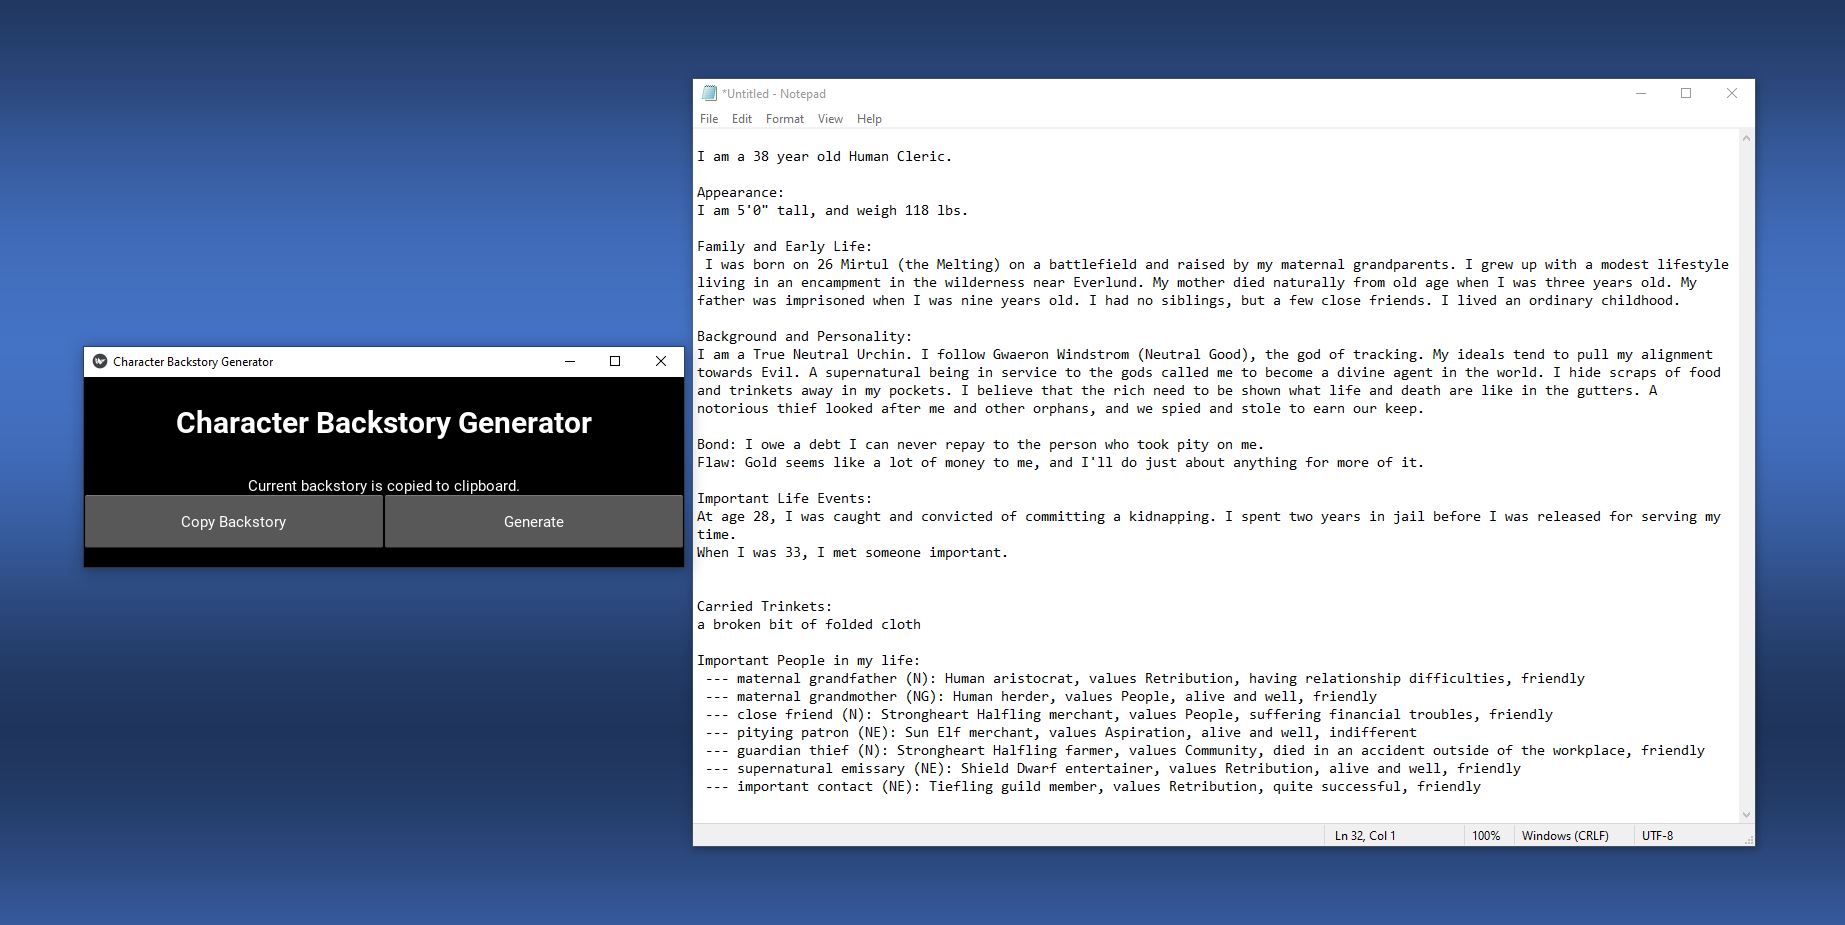 *Untitled - Notepad
File Edit Format View Help
I am a 38 year old Human Cleric.
Appearance:
I am 5'0" tall, and weigh 118 lbs.
Family and Early Life:
I was born on 26 Mirtul (the Melting) on a battlefield and raised by my maternal grandparents. I grew up with a modest lifestyle
living in an encampment in the wilderness near Everlund. My mother died naturally from old age when I was three years old. My
father was imprisoned when I was nine years old. I had no siblings, but a few close friends. I lived an ordinary childhood.
Background and Personality:
I am a True Neutral Urchin. I follow Gwaeron Windstrom (Neutral Good), the god of tracking. My ideals tend to pull my alignment
towards Evil. A supernatural being in service to the gods called me to become a divine agent in the world. I hide scraps of food
and trinkets away in my pockets. I believe that the rich need to be shown what life and death are like in the gutters. A
notorious thief looked after me and other orphans, and we spied and stole to earn our keep.
Bond: I owe a debt I can never repay to the person who took pity on me.
Flaw: Gold seems like a lot of money to me, and I'll do just about anything for more of it.
Important Life Events:
At age 28, I was caught and convicted of committing a kidnapping. I spent two years in jail before I was released for serving my
time.
When I was 33, I met someone important.
Carried Trinkets:
a broken bit of folded cloth
Important People in my life:
--- maternal grandfather (N): Human aristocrat, values Retribution, having relationship difficulties, friendly
--- maternal grandmother (NG): Human herder, values People, alive and well, friendly
--- close friend (N): Strongheart Halfling merchant, values People, suffering financial troubles, friendly
--- pitying patron (NE): Sun Elf merchant, values Aspiration, alive and well, indifferent
--- guardian thief (N): Strongheart Halfling farmer, values Community, died in an accident outside of the workplace, friendly
--- supernatural emissary (NE): Shield Dwarf entertainer, values Retribution, alive and well, friendly
--- important contact (NE): Tiefling guild member, values Retribution, quite successful, friendly
Ln 32, Col 1 100% Windows (CRLF) UTF-8
Character Backstory Generator
Character Backstory Generator
Current backstory is copied to clipboard.
Copy Backstory Generate